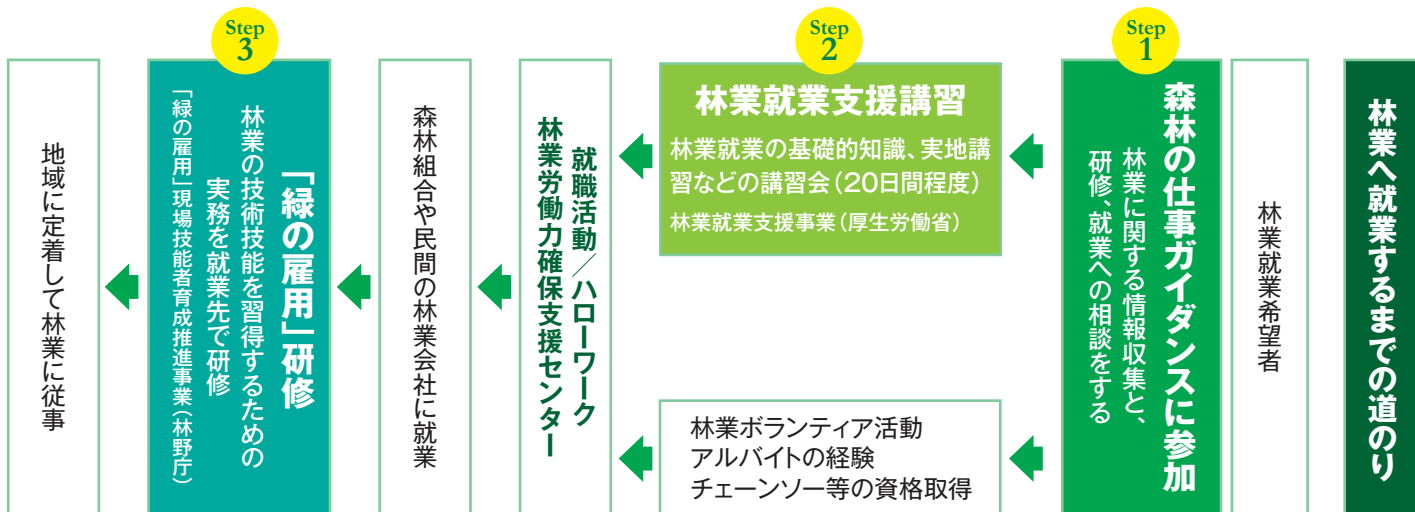 林業へ就業するまでの道のり
林業就業希望者
Step
1
森林の仕事ガイダンスに参加
林業に関する情報収集と、
研修、就業への相談をする
Step
2
林業就業支援講習
林業就業の基礎的知識、実地講
習などの講習会（20日間程度）
林業就業支援事業（厚生労働省）
林業ボランティア活動
アルバイトの経験
チェーンソー等の資格取得
就職活動／ハローワーク
林業労働力確保支援センター
森林組合や民間の林業会社に就業
Step
3
「緑の雇用」研修
林業の技術技能を習得するための
実務を就業先で研修
「緑の雇用」現場技能者育成推進事業（林野庁）
地域に定着して林業に従事